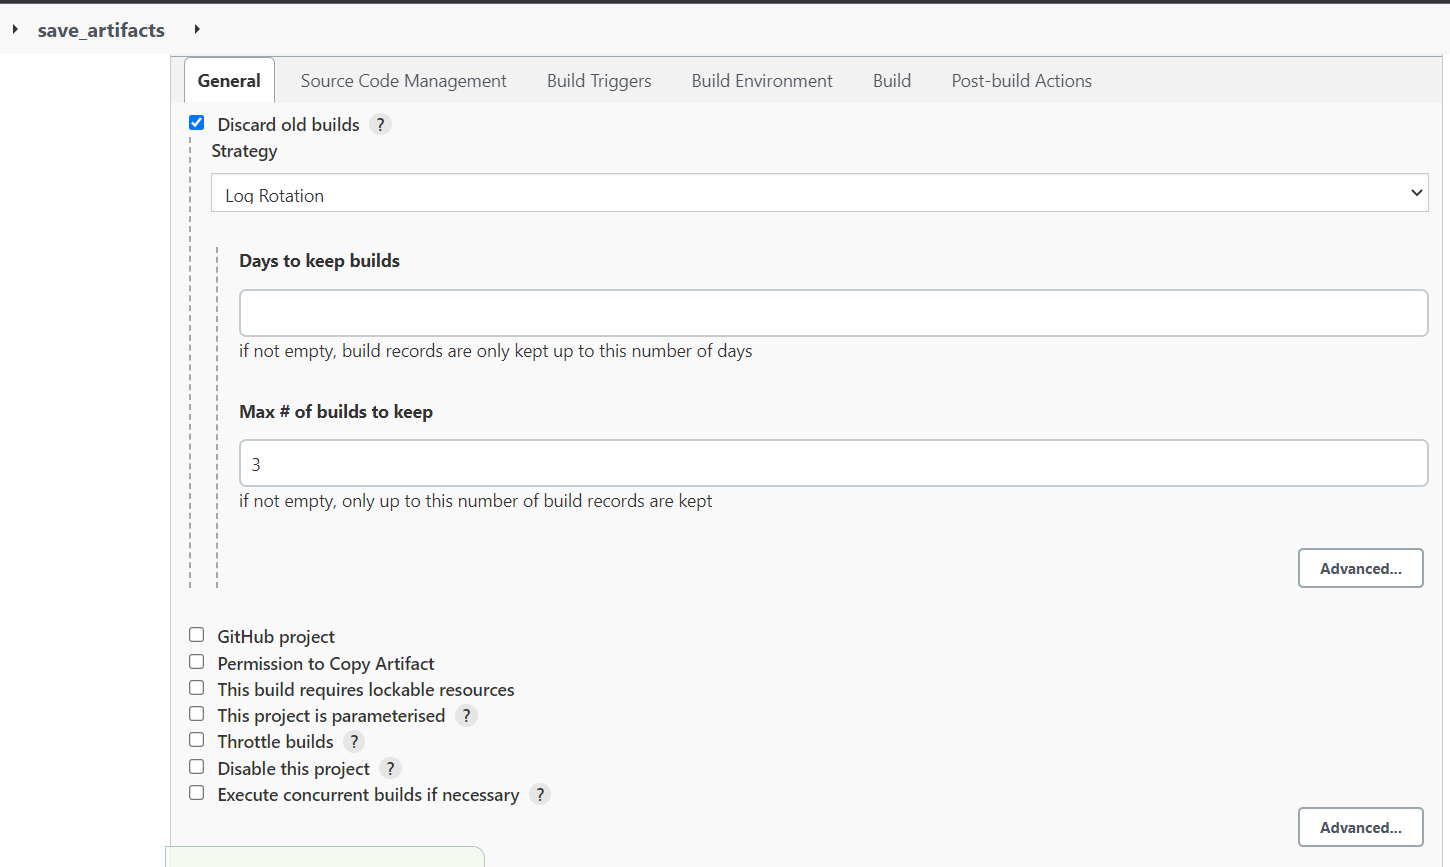 save_artifacts
General Source Code Management Build Triggers Build Environment Build Post-build Actions
Discard old builds ?
Strategy
Log Rotation
Days to keep builds
if not empty, build records are only kept up to this number of days
Max # of builds to keep
3
if not empty, only up to this number of build records are kept
Advanced...
GitHub project
Permission to Copy Artifact
This build requires lockable resources
This project is parameterised ?
Throttle builds ?
Disable this project ?
Execute concurrent builds if necessary ?
Advanced...